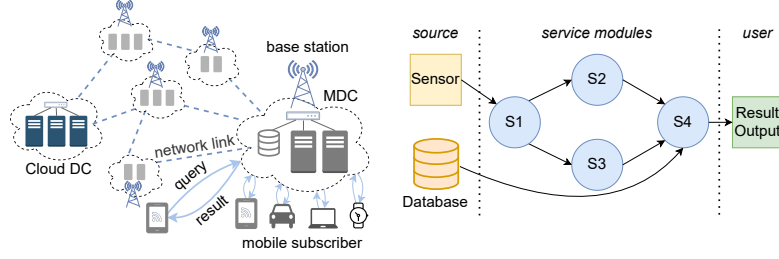 base station
MDC
Cloud DC
network link
query
result
mobile subscriber
source
service modules
user
Sensor
Database
S1
S2
S3
S4
Result
Output